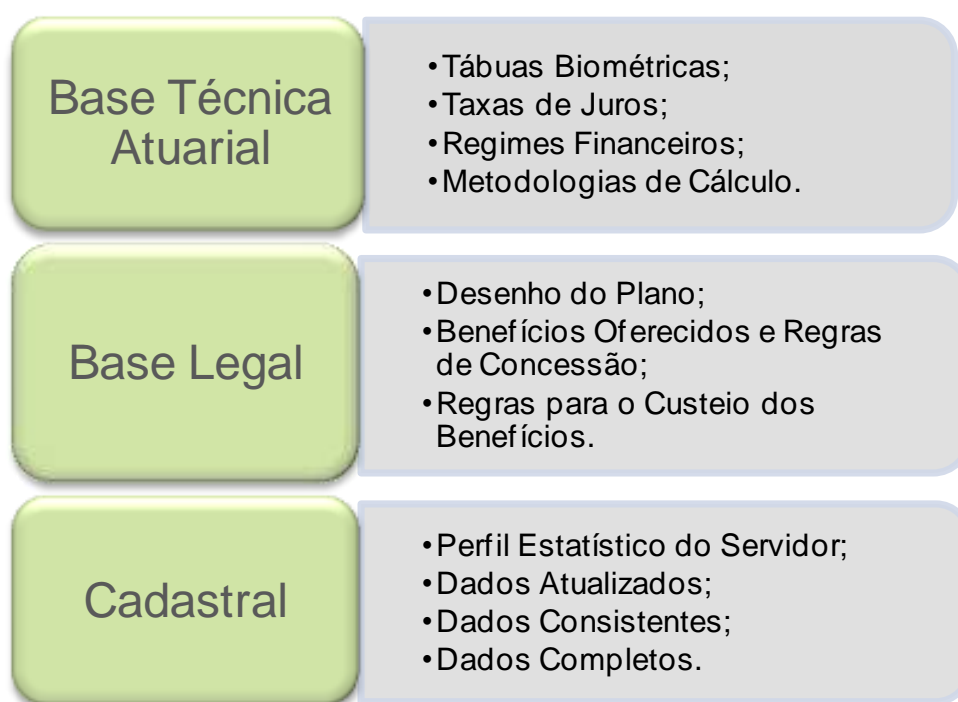 Base Técnica
Atuarial
•Tábuas Biométricas;
•Taxas de Juros;
•Regimes Financeiros;
•Metodologias de Cálculo.
Base Legal
•Desenho do Plano;
•Benefícios Oferecidos e Regras
de Concessão;
•Regras para o Custeio dos
Benefícios.
Cadastral
•Perfil Estatístico do Servidor;
•Dados Atualizados;
•Dados Consistentes;
•Dados Completos.